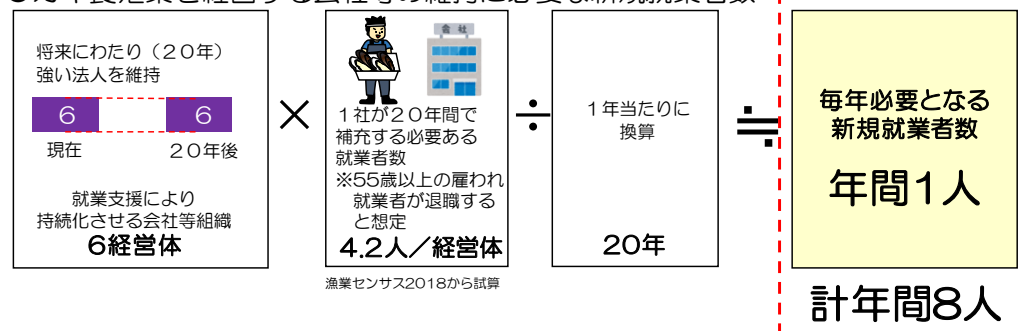 将来にわたり（２０年）
強い法人を維持
6
6
現在
２０年後
就業支援により
持続化させる会社等組織
6経営体
×
会社
１社が２０年間で
補充する必要ある
就業者数
※55歳以上の雇われ
就業者が退職する
と想定
4.2人／経営体
漁業センサス2018から試算
÷
１年当たりに
換算
20年
≒
毎年必要となる
新規就業者数
年間1人
計年間8人